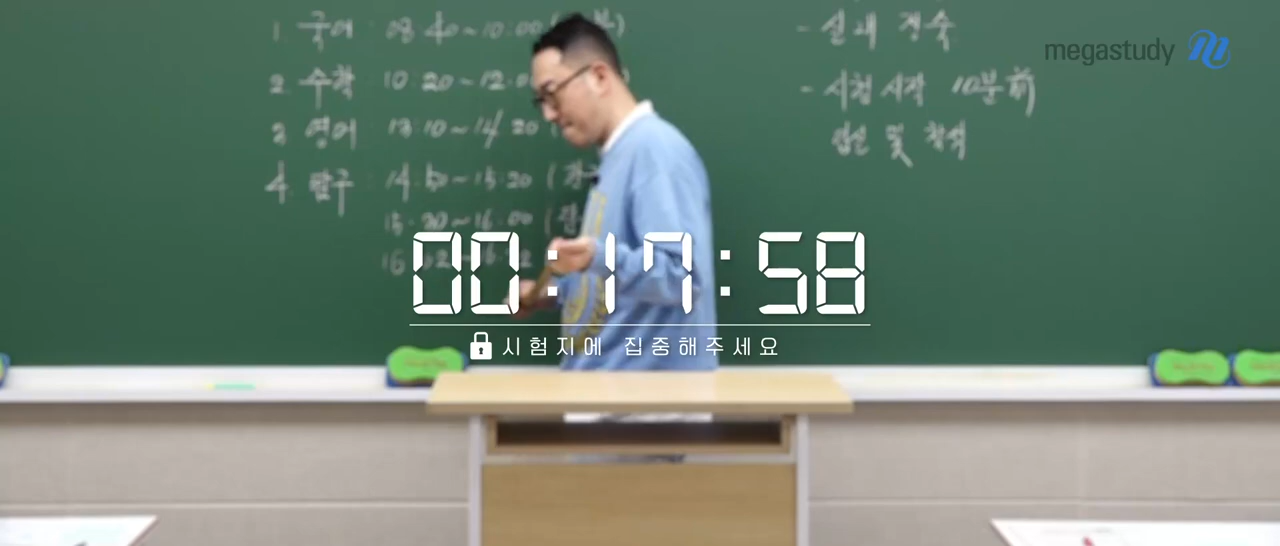 megastudy
1 국어 08:40~10:00
2. 수학 10:20~12:0
3 영어 13:10~14:20
4. 탐구 14:50~15:20
15:30~16:00
- 실내 정숙
- 시험 시작 10분 前
입실 및 착석
00:17:58
시험지에 집중해주세요